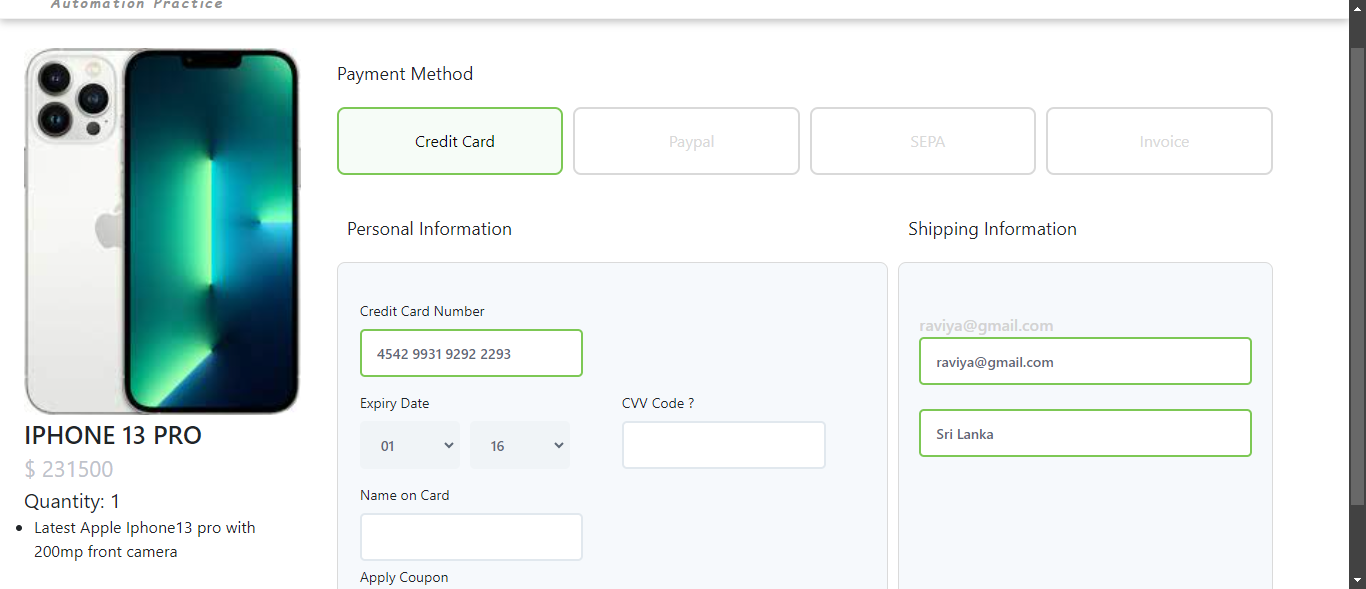 Automation Practice
Payment Method
Credit Card
Paypal
SEPA
Invoice
Personal Information
Shipping Information
Credit Card Number
4542 9931 9292 2293
Expiry Date
CVV Code ?
01
16
Name on Card
Apply Coupon
raviya@gmail.com
raviya@gmail.com
Sri Lanka
IPHONE 13 PRO
$ 231500
Quantity: 1
Latest Apple Iphone13 pro with
200mp front camera